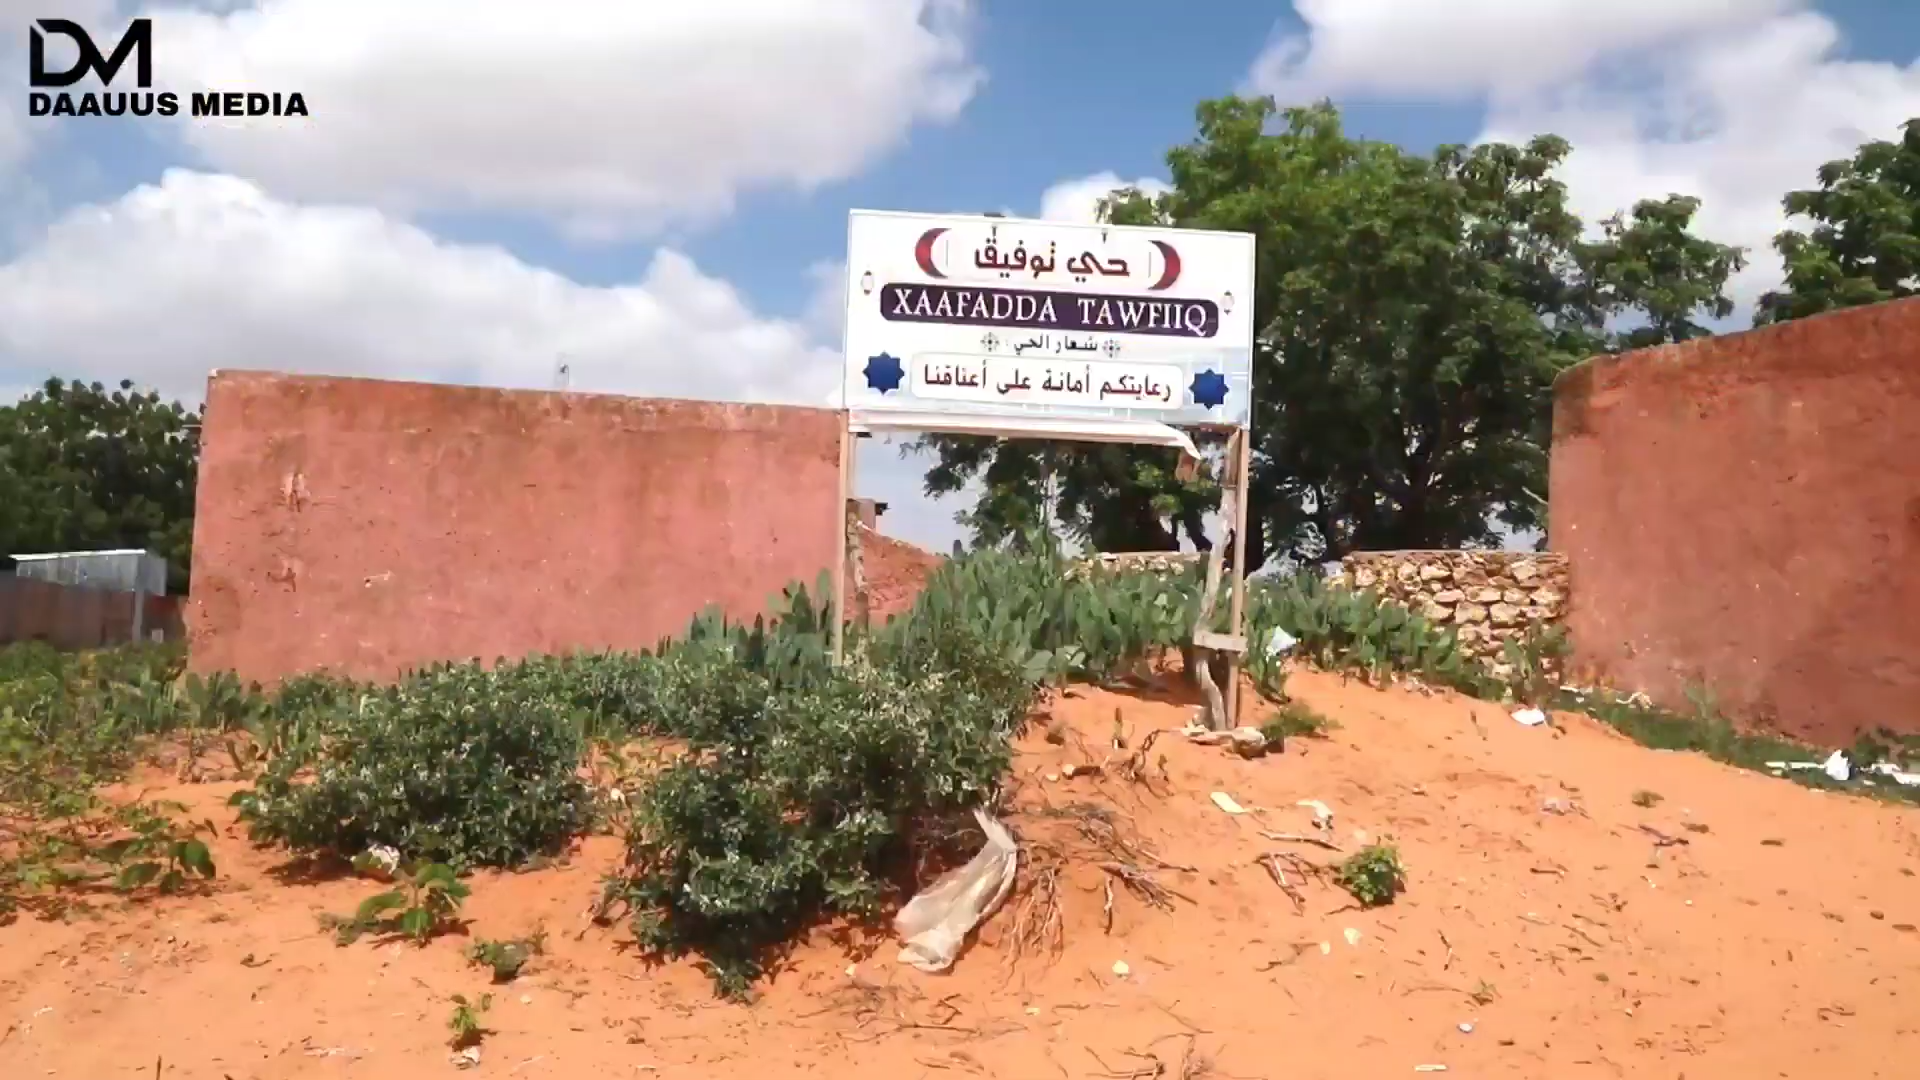 DM
DAAUUS MEDIA
حي توفيق
XAAFADDA TAWFIIQ
شعار الحي:
رعايتكم أمانة على أعناقنا